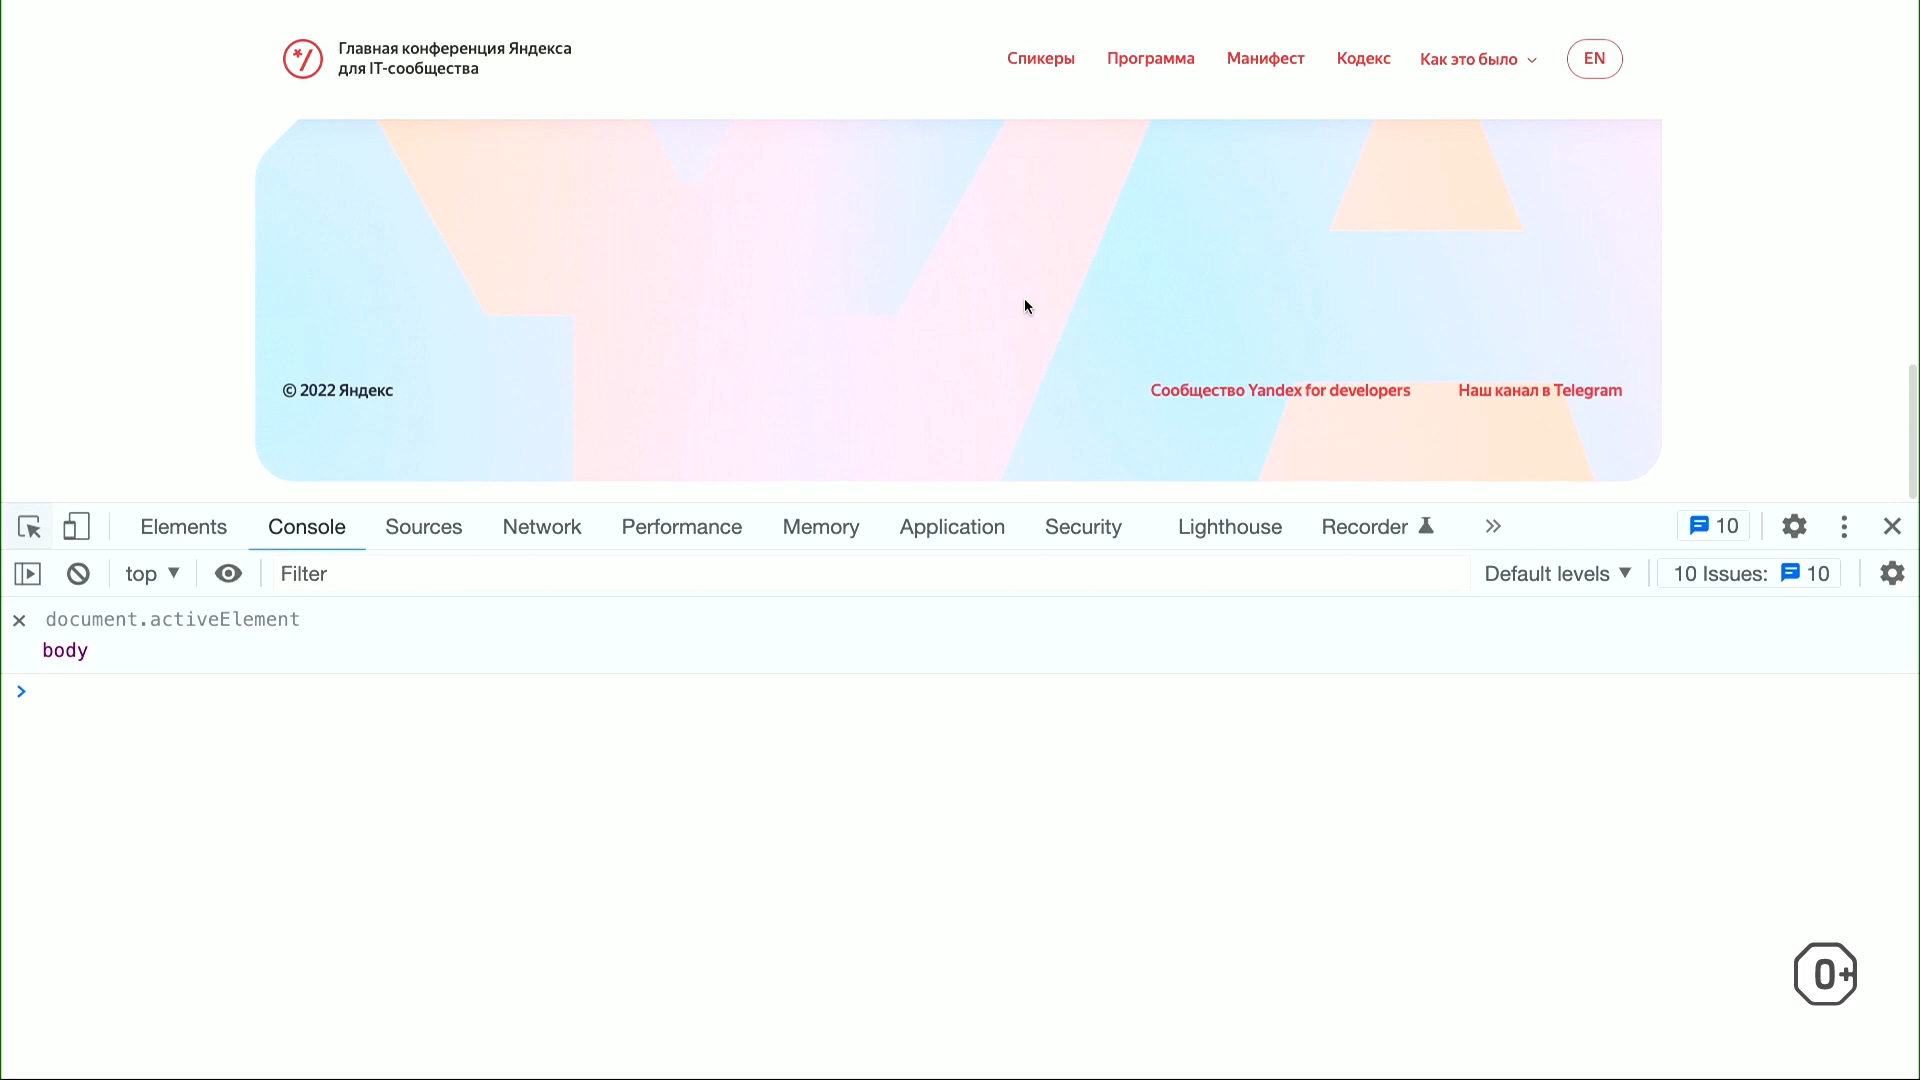 Главная конференция Яндекса
для IT-сообщества
Спикеры Программа Манифест Кодекс Как это было EN
© 2022 Яндекс
Сообщество Yandex for developers Наш канал в Telegram
Elements Console Sources Network Performance Memory Application Security Lighthouse Recorder 10
top Filter Default levels 10 Issues: 10
document.activeElement
body
0+